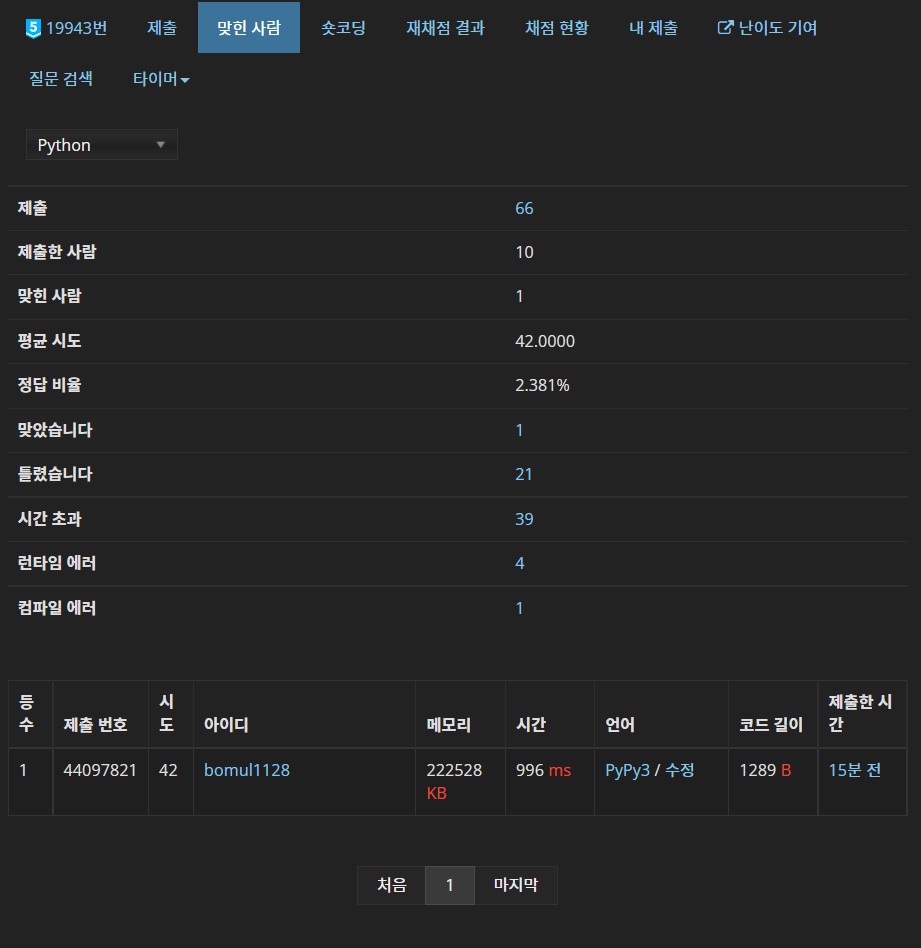 5 19943번 제출 맞힌 사람 숏코딩 재채점 결과 채점 현황 내 제출 난이도 기여
질문 검색 타이머
Python
제출 66
제출한 사람 10
맞힌 사람 1
평균 시도 42.0000
정답 비율 2.381%
맞았습니다 1
틀렸습니다 21
시간 초과 39
런타임 에러 4
컴파일 에러 1
등수 제출 번호 시도 아이디 메모리 시간 언어 코드 길이 제출한 시간
1 44097821 42 bomul1128 222528 KB 996 ms PyPy3 / 수정 1289 B 15분 전
처음 1 마지막